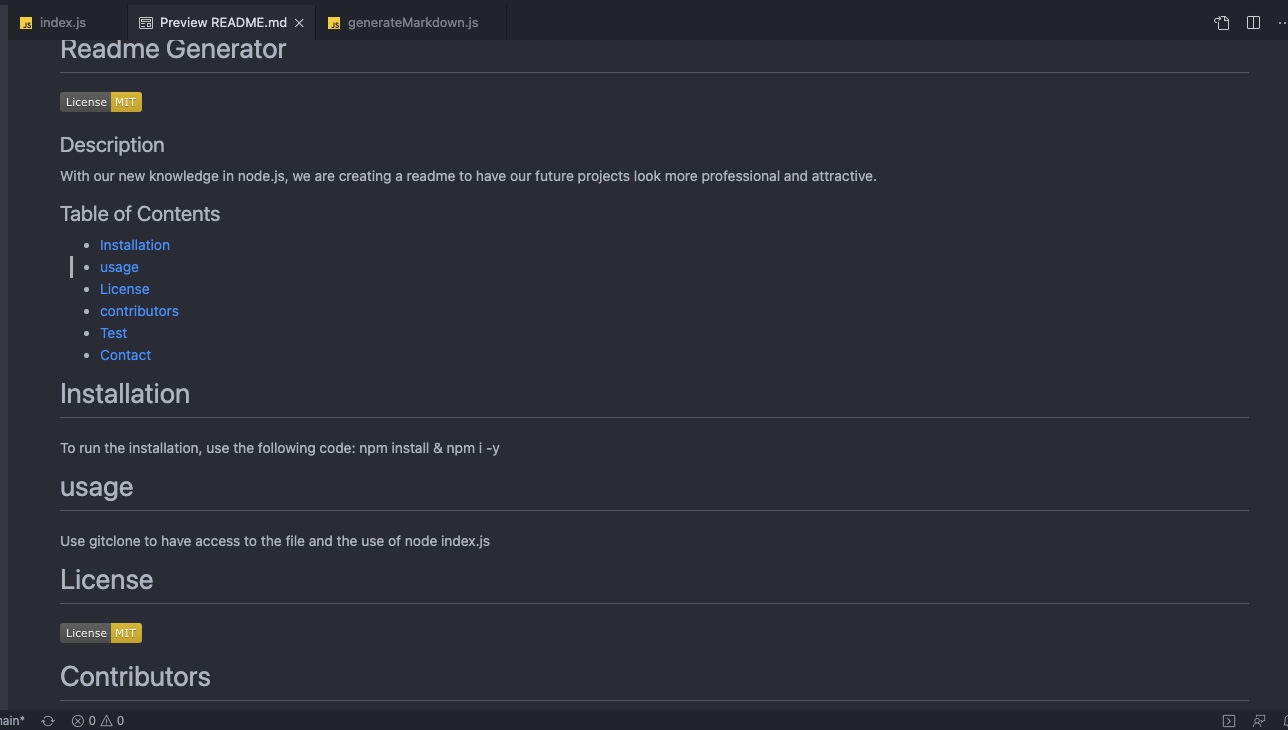 index.js
Preview README.md
generateMarkdown.js
Readme Generator
License MIT
Description
With our new knowledge in node.js, we are creating a readme to have our future projects look more professional and attractive.
Table of Contents
Installation
usage
License
contributors
Test
Contact
Installation
To run the installation, use the following code: npm install & npm i -y
usage
Use gitclone to have access to the file and the use of node index.js
License
License MIT
Contributors
ain* 0 0